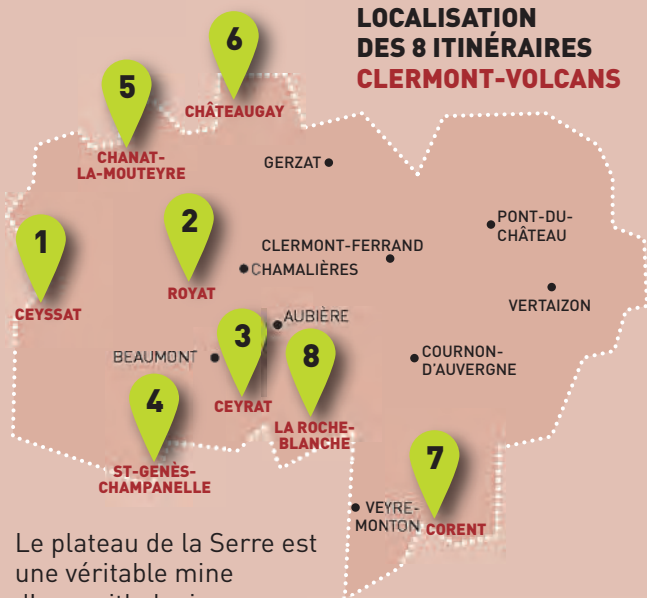 LOCALISATION
DES 8 ITINÉRAIRES
CLERMONT-VOLCANS
6
CHÂTEAUGAY
5
CHANAT-
LA-MOUTEYRE
GERZAT
1
CEYSSAT
2
ROYAT
CLERMONT-FERRAND
CHAMALIÈRES
PONT-DU-
CHÂTEAU
VERTAIZON
AUBIÈRE
BEAUMONT
3
CEYRAT
8
LA ROCHE-
BLANCHE
COURNON-
D'AUVERGNE
4
ST-GENÈS-
CHAMPANELLE
7
CORENT
VEYRE-
MONTON
Le plateau de la Serre est
une véritable mine